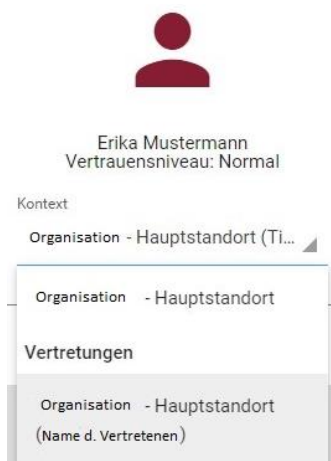 Erika Mustermann
Vertrauensniveau: Normal
Kontext
Organisation - Hauptstandort (Ti...
Organisation - Hauptstandort
Vertretungen
Organisation - Hauptstandort
(Name d. Vertretenen)